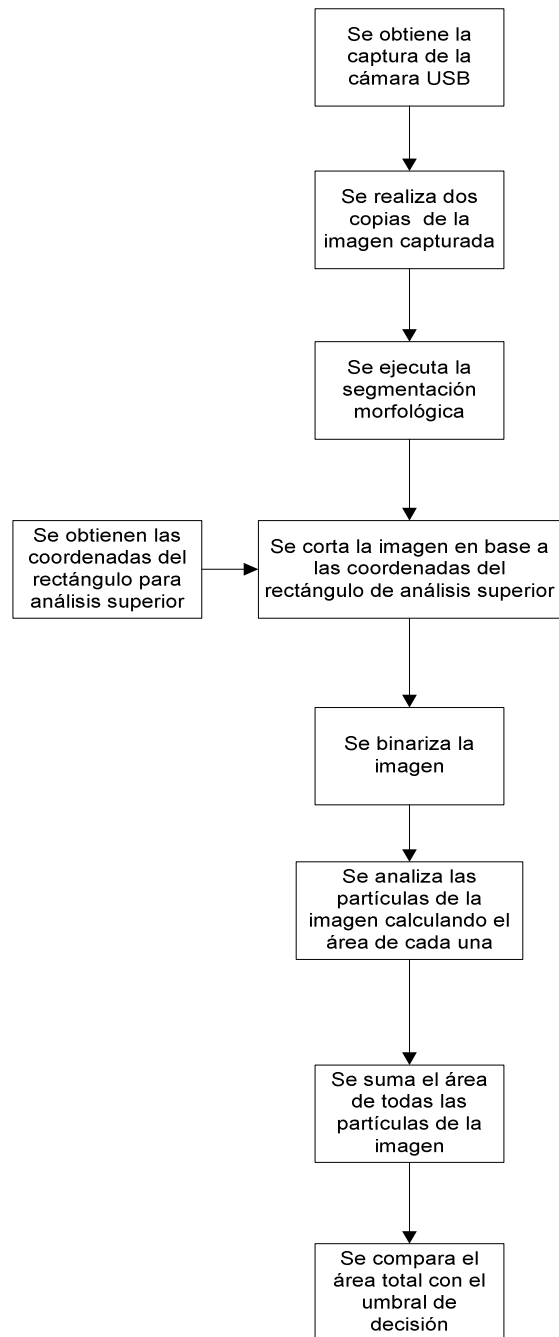 Se obtiene la
captura de la
cámara USB
Se realiza dos
copias de la
imagen capturada
Se ejecuta la
segmentación
morfológica
Se obtienen las
coordenadas del
rectángulo para
análisis superior
Se corta la imagen en base a
las coordenadas del
rectángulo de análisis superior
Se binariza la
imagen
Se analiza las
partículas de la
imagen calculando el
área de cada una
Se suma el área
de todas las
partículas de la
imagen
Se compara el
área total con el
umbral de
decisión